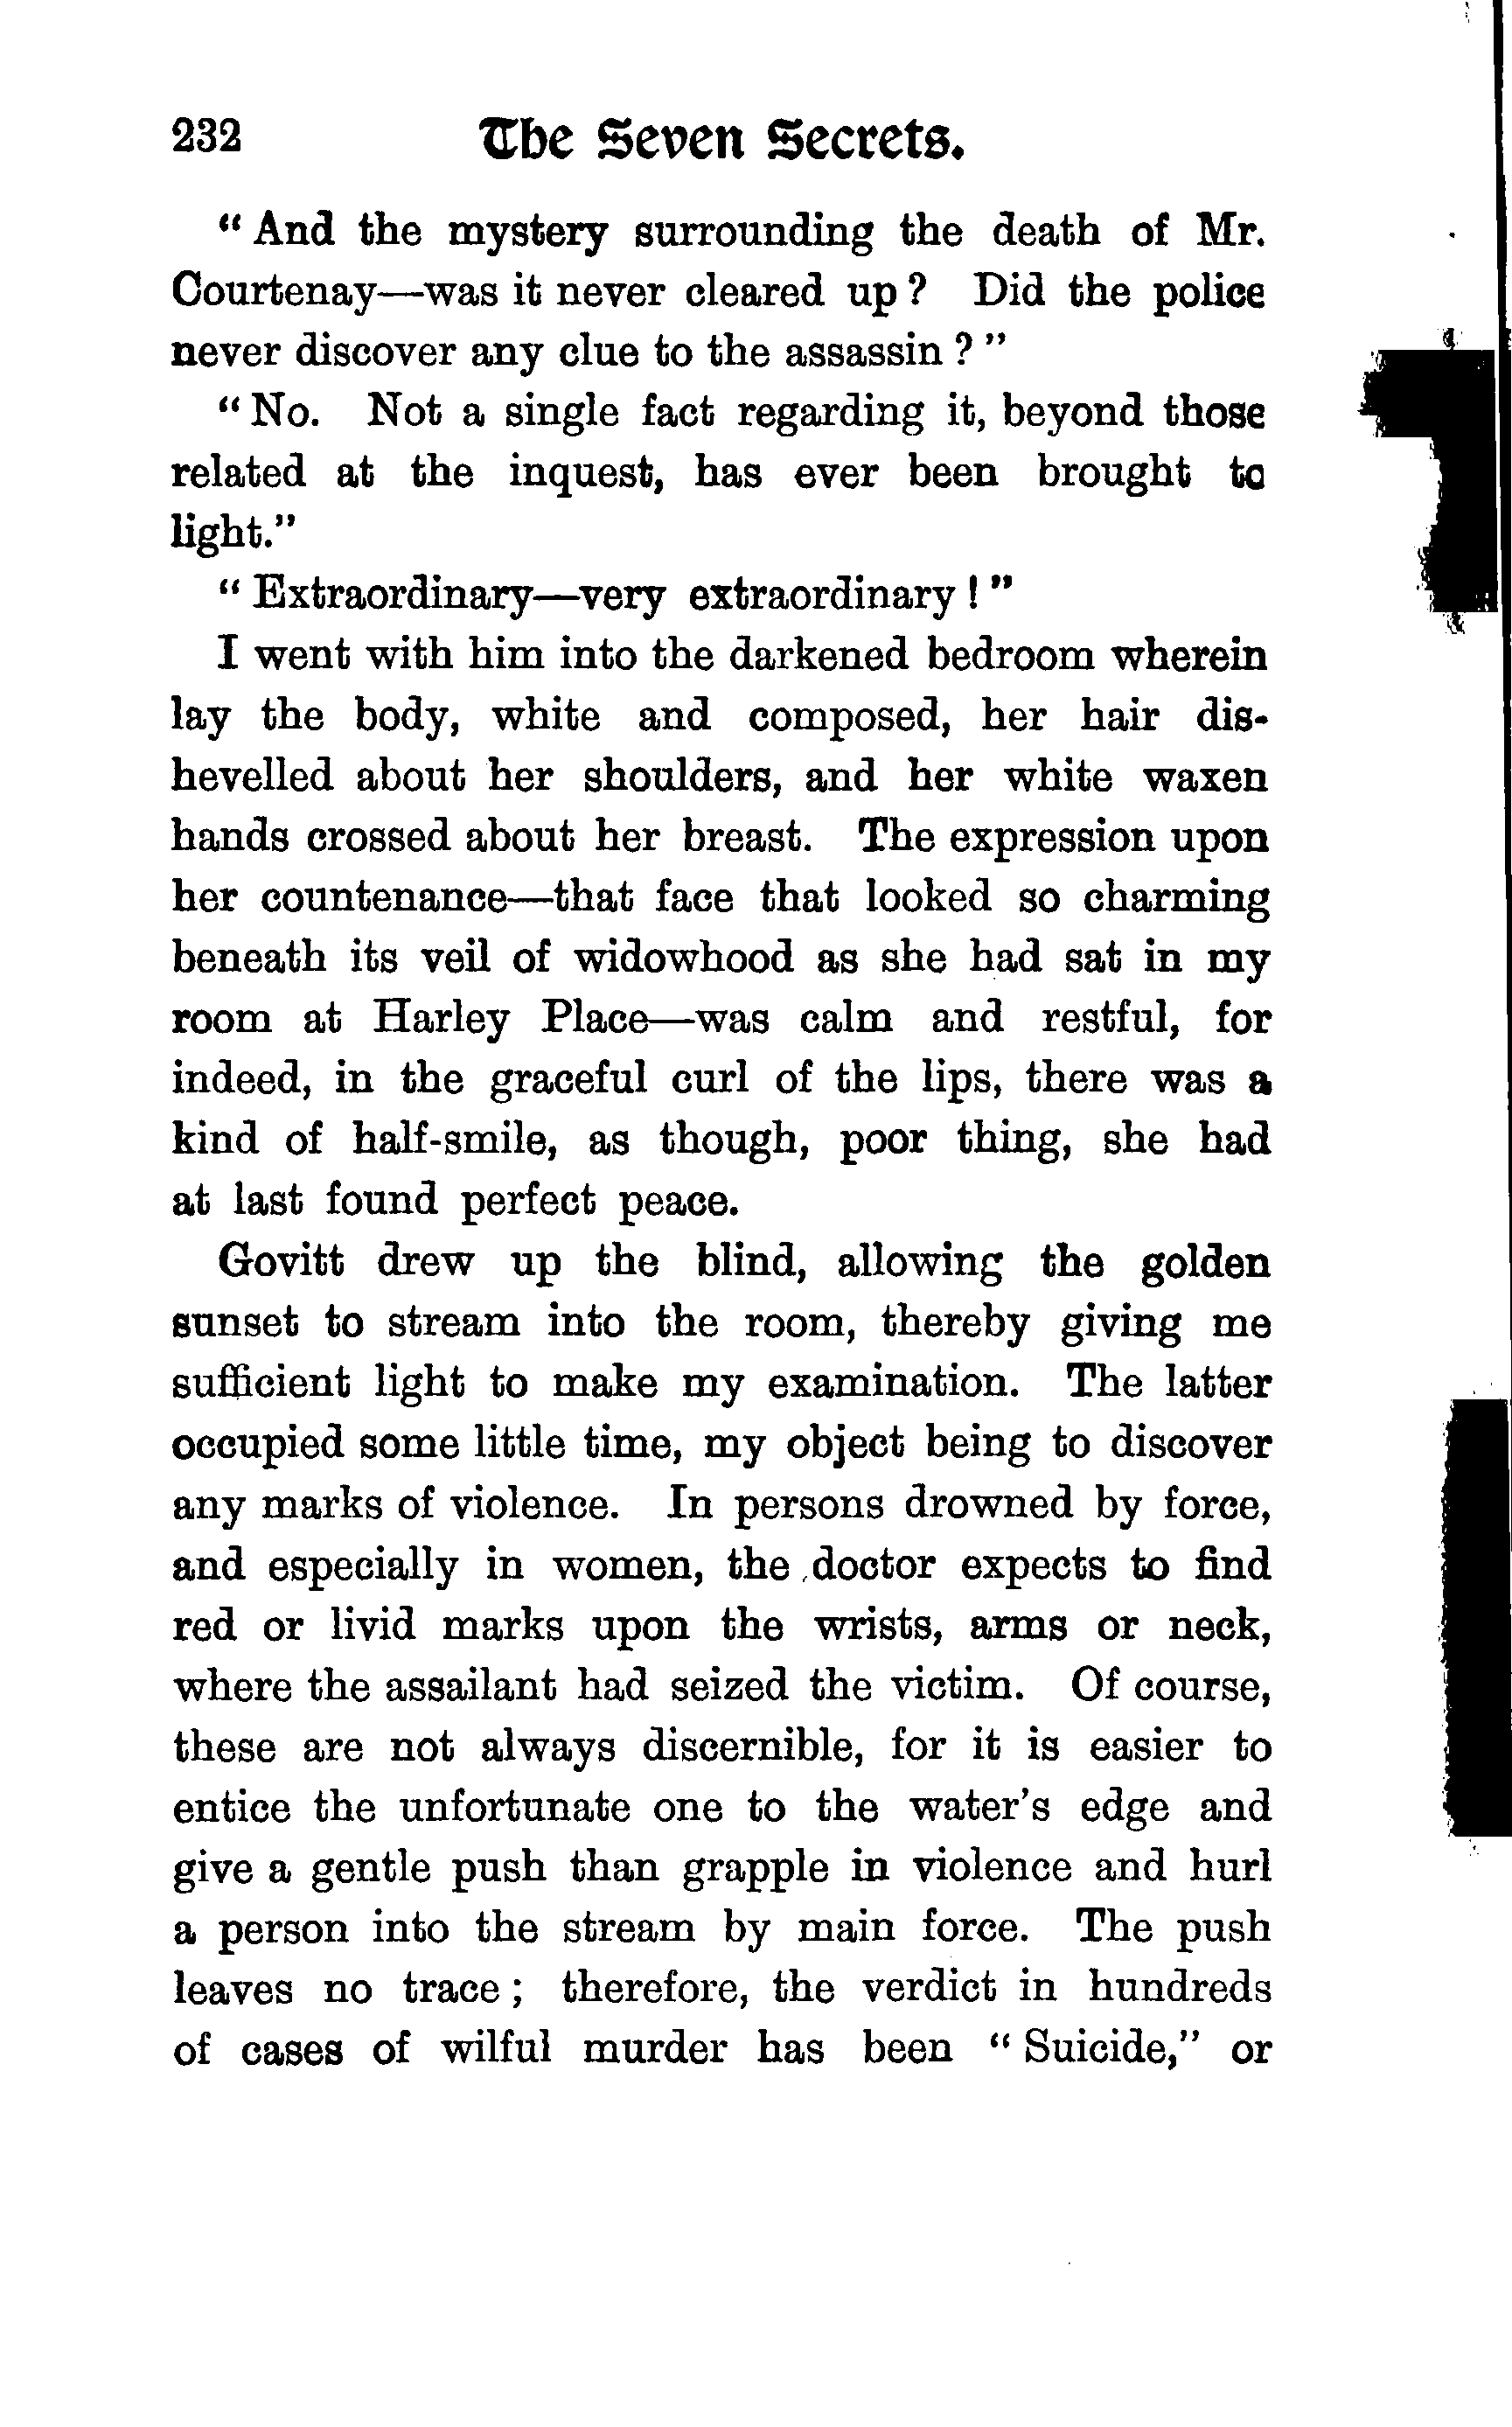 232 The Seven Secrets.
" And the mystery surrounding the death of Mr.
Courtenay—was it never cleared up ? Did the police
never discover any clue to the assassin ? "
" No. Not a single fact regarding it, beyond those
related at the inquest, has ever been brought to
light."
" Extraordinary—very extraordinary ! "
I went with him into the darkened bedroom wherein
lay the body, white and composed, her hair dis-
hevelled about her shoulders, and her white waxen
hands crossed about her breast. The expression upon
her countenance—that face that looked so charming
beneath its veil of widowhood as she had sat in my
room at Harley Place—was calm and restful, for
indeed, in the graceful curl of the lips, there was a
kind of half-smile, as though, poor thing, she had
at last found perfect peace.
Govitt drew up the blind, allowing the golden
sunset to stream into the room, thereby giving me
sufficient light to make my examination. The latter
occupied some little time, my object being to discover
any marks of violence. In persons drowned by force,
and especially in women, the doctor expects to find
red or livid marks upon the wrists, arms or neck,
where the assailant had seized the victim. Of course,
these are not always discernible, for it is easier to
entice the unfortunate one to the water's edge and
give a gentle push than grapple in violence and hurl
a person into the stream by main force. The push
leaves no trace ; therefore, the verdict in hundreds
of cases of wilful murder has been " Suicide," or